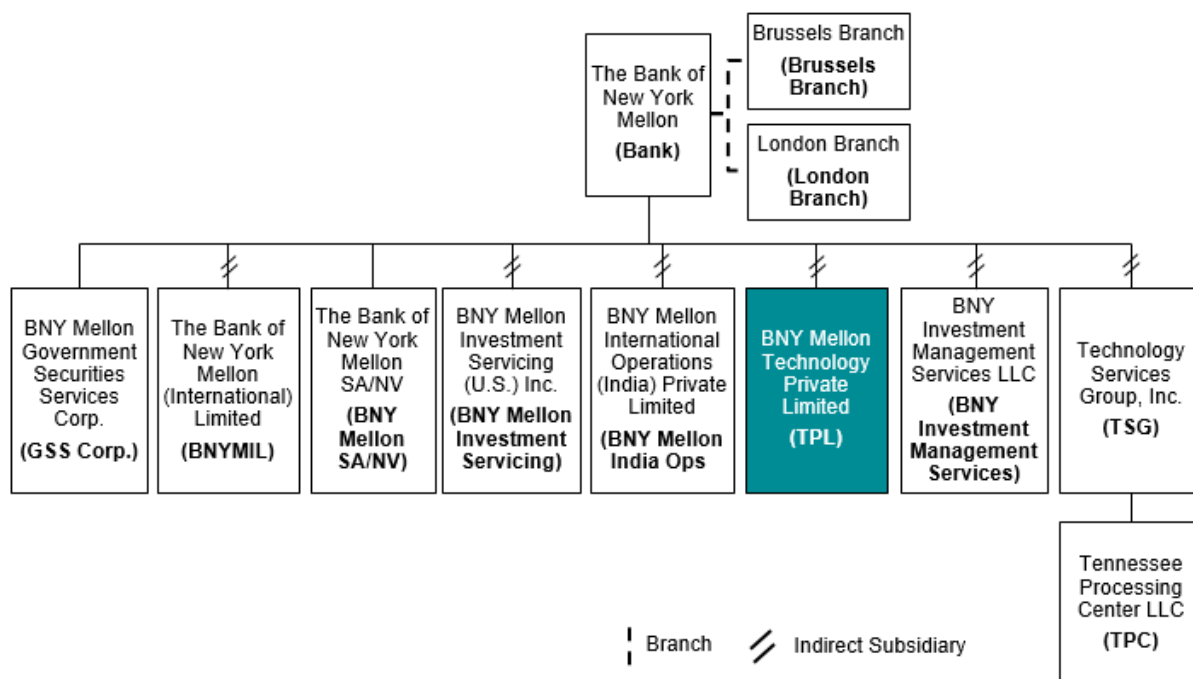 Brussels Branch
(Brussels
Branch)
The Bank of
New York
Mellon
(Bank)
London Branch
(London
Branch)
BNY Mellon
Government
Securities
Services
Corp.
(GSS Corp.)
The Bank of
New York
Mellon
(International)
Limited
(BNYMIL)
The Bank of
New York
Mellon
SA/NV
(BNY
Mellon
SA/NV)
BNY Mellon
Investment
Servicing
(U.S.) Inc.
(BNY Mellon
Investment
Servicing)
BNY Mellon
International
Operations
(India) Private
Limited
(BNY Mellon
India Ops
BNY Mellon
Technology
Private
Limited
(TPL)
BNY
Investment
Management
Services LLC
(BNY
Investment
Management
Services)
Technology
Services
Group, Inc.
(TSG)
Tennessee
Processing
Center LLC
(TPC)
Branch
Indirect Subsidiary